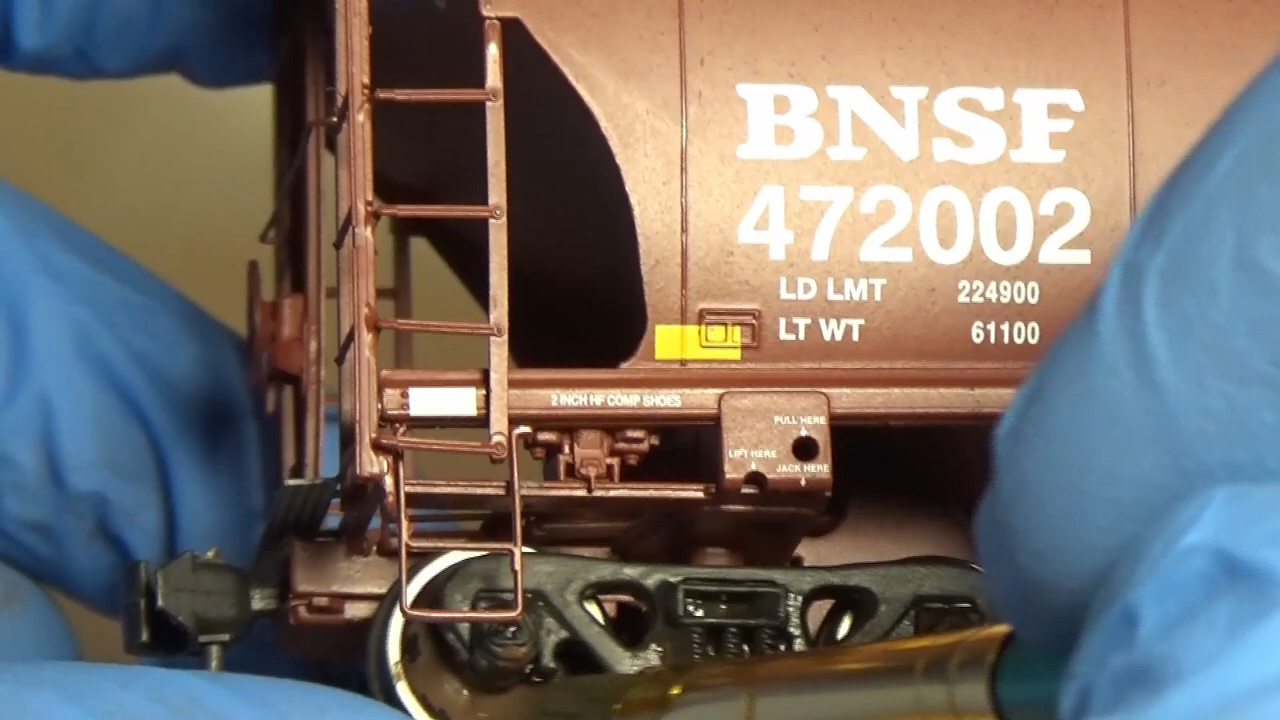 BNSF
472002
LD LMT 224900
LT WT 61100
2 INCH HF COMP SHOES
PULL HERE
LIFT HERE
JACK HERE